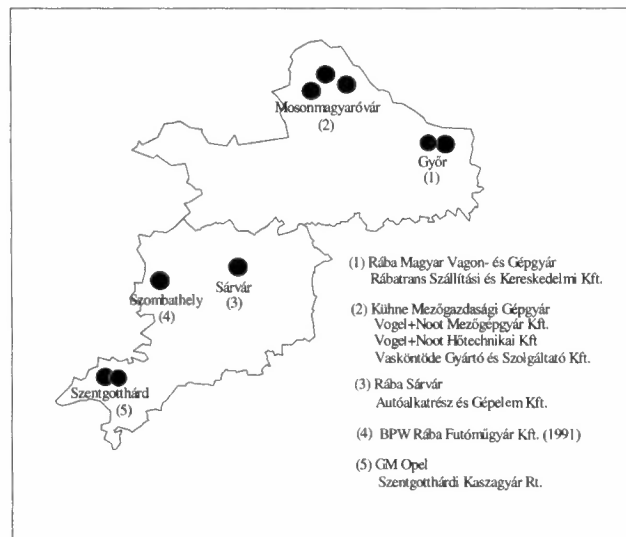 Mosonmagyaróvár
(2)
Győr
(1)
Szombathely
(4)
Sárvár
(3)
Szentgotthárd
(5)
(1) Rába Magyar Vagon- és Gépgyár
Rábatrans Szállítási és Kereskedelmi Kft.
(2) Kühne Mezőgazdasági Gépgyár
Vogel+Noot Mezőgépgyár Kft.
Vogel+Noot Hőtechnikai Kft
Vasköntöde Gyártó és Szolgáltató Kft.
(3) Rába Sárvár
Autóalkatrész és Gépelem Kft.
(4) BPW Rába Futóműgyár Kft. (1991)
(5) GM Opel
Szentgotthárdi Kaszagyár Rt.